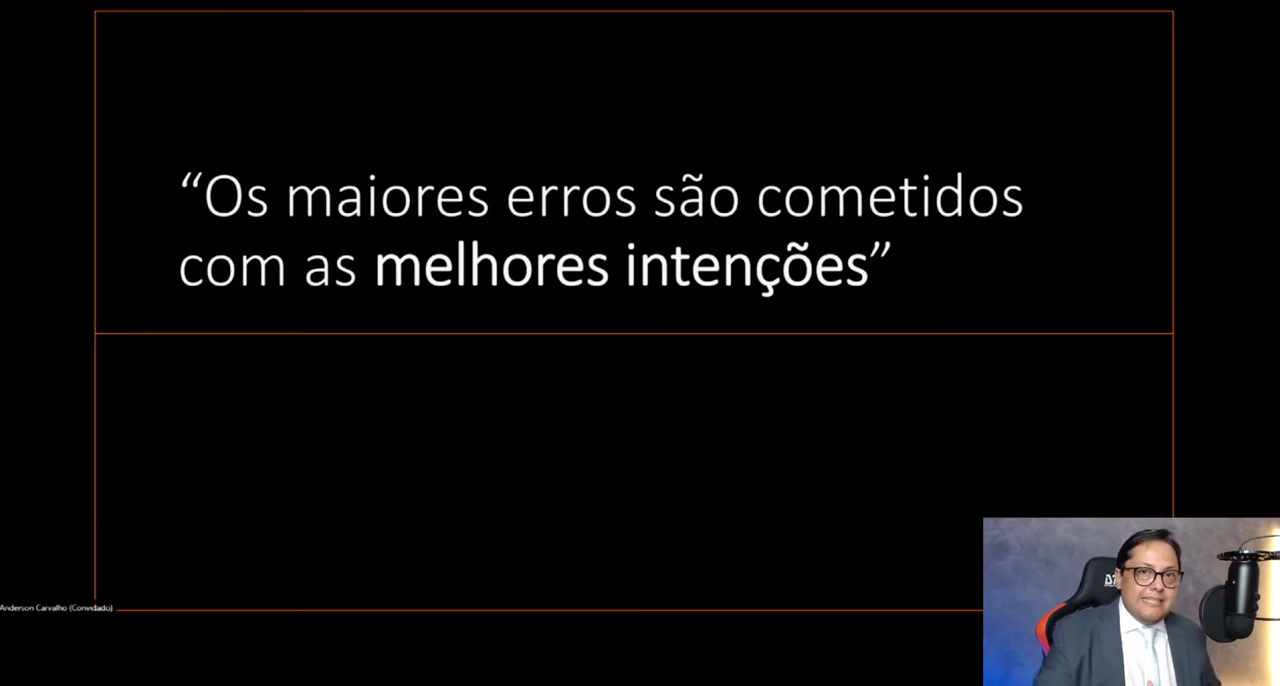 “Os maiores erros são cometidos
com as melhores intenções”
Anderson Carvalho (Convidado)